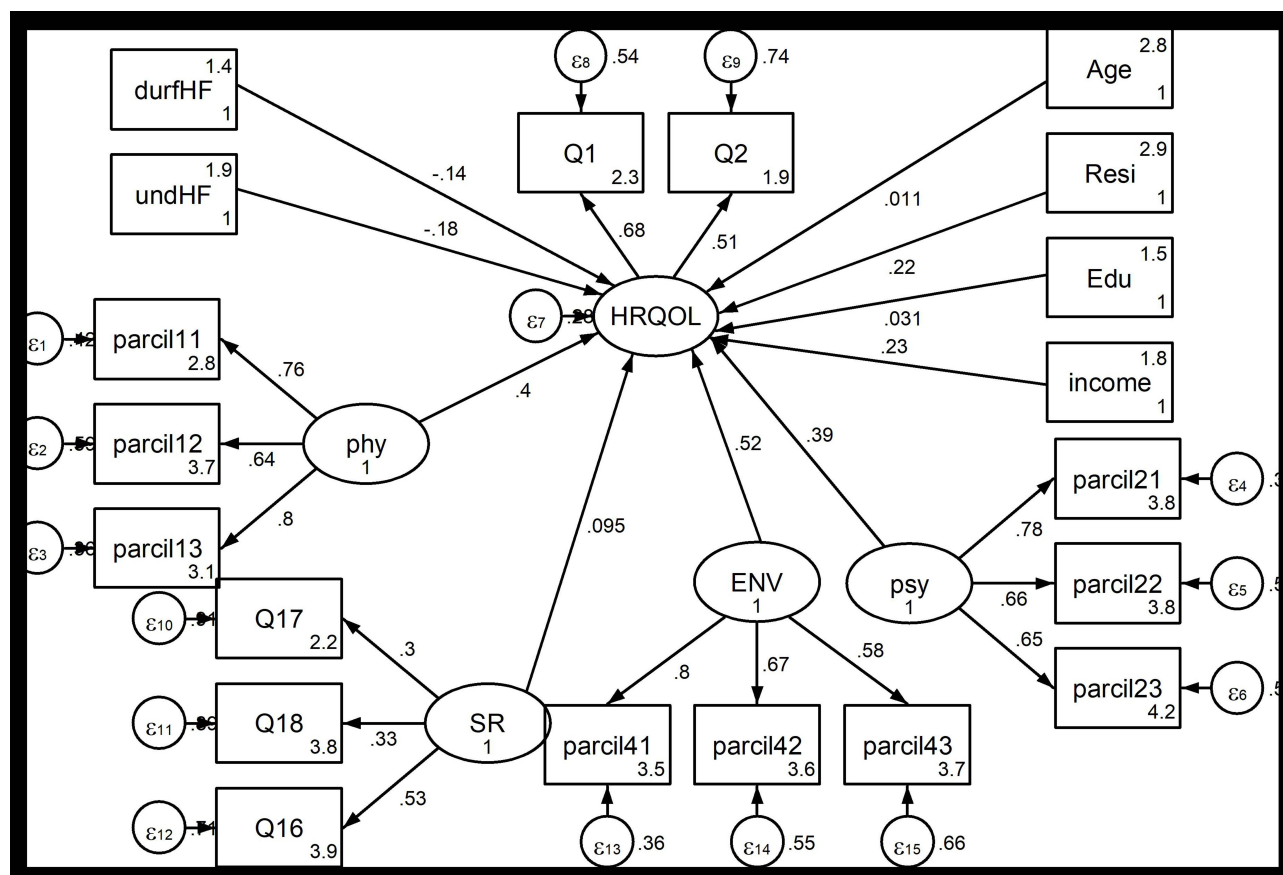 ε8 .54
ε9 .74
durfHF 1.4 1
undHF 1.9 1
Q1 2.3
Q2 1.9
Age 2.8 1
Resi 2.9 1
Edu 1.5 1
income 1.8 1
-.14
-.18
.68
.51
.011
.22
.031
.23
ε7
HRQOL
ε1
parcil11 2.8
ε2
parcil12 3.7
ε3
parcil13 3.1
.76
.64
.8
phy 1
.4
.095
.52
.39
ENV 1
psy 1
parcil21 3.8
ε4
parcil22 3.8
ε5
parcil23 4.2
ε6
.78
.66
.65
ε10
Q17 2.2
ε11
Q18 3.8
ε12
Q16 3.9
.3
.33
.53
SR 1
.8
.67
.58
parcil41 3.5
parcil42 3.6
parcil43 3.7
ε13 .36
ε14 .55
ε15 .66